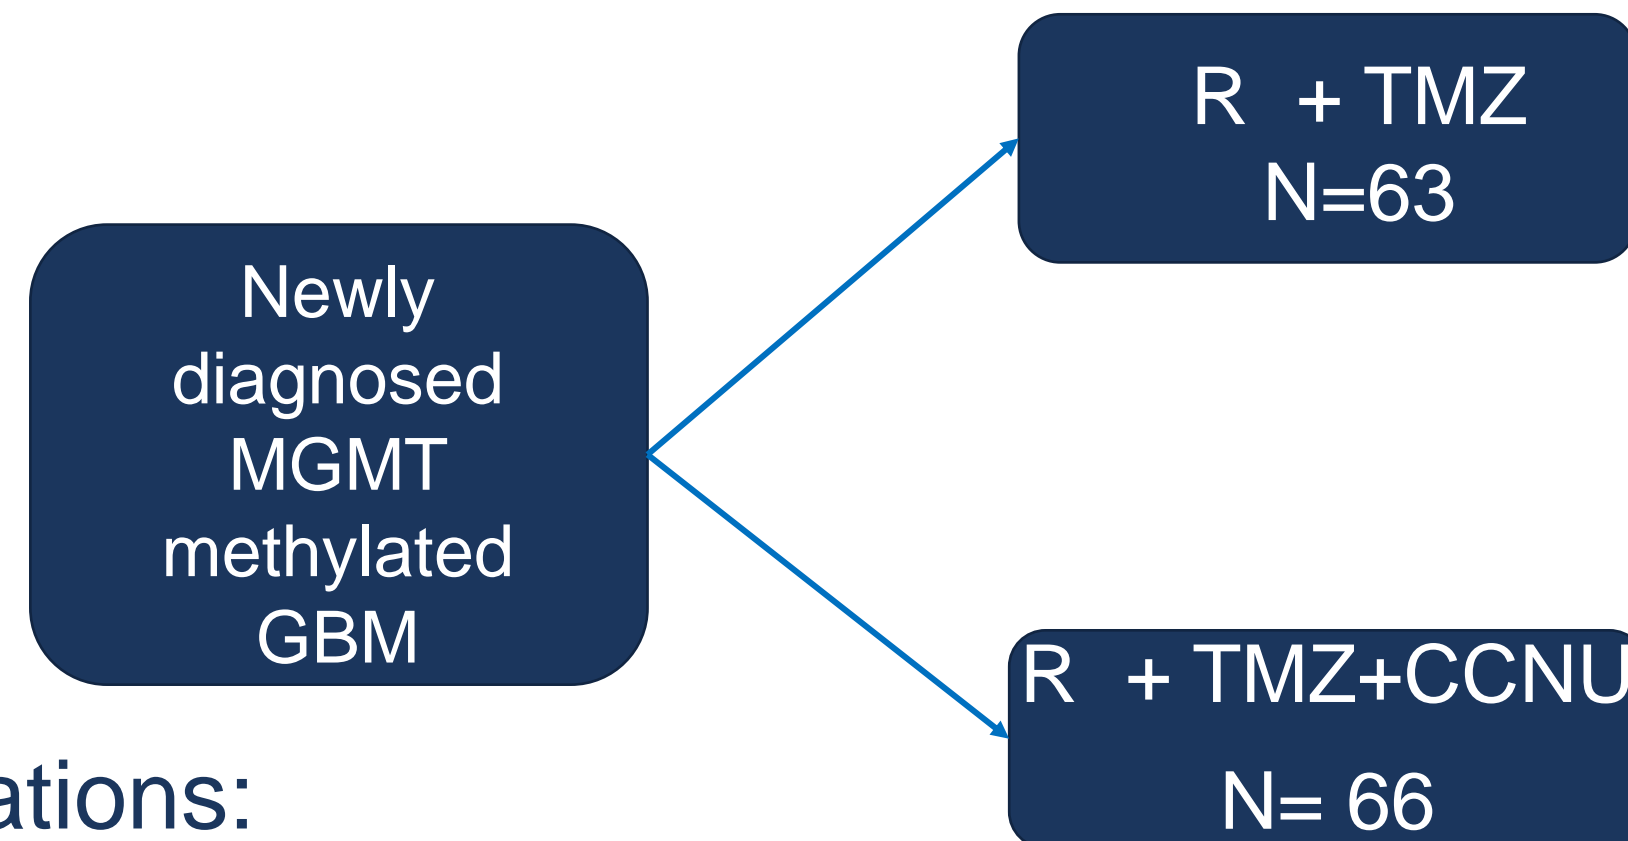 R + TMZ
N=63
Newly
diagnosed
MGMT
methylated
GBM
R + TMZ+CCNU
N= 66
ations: